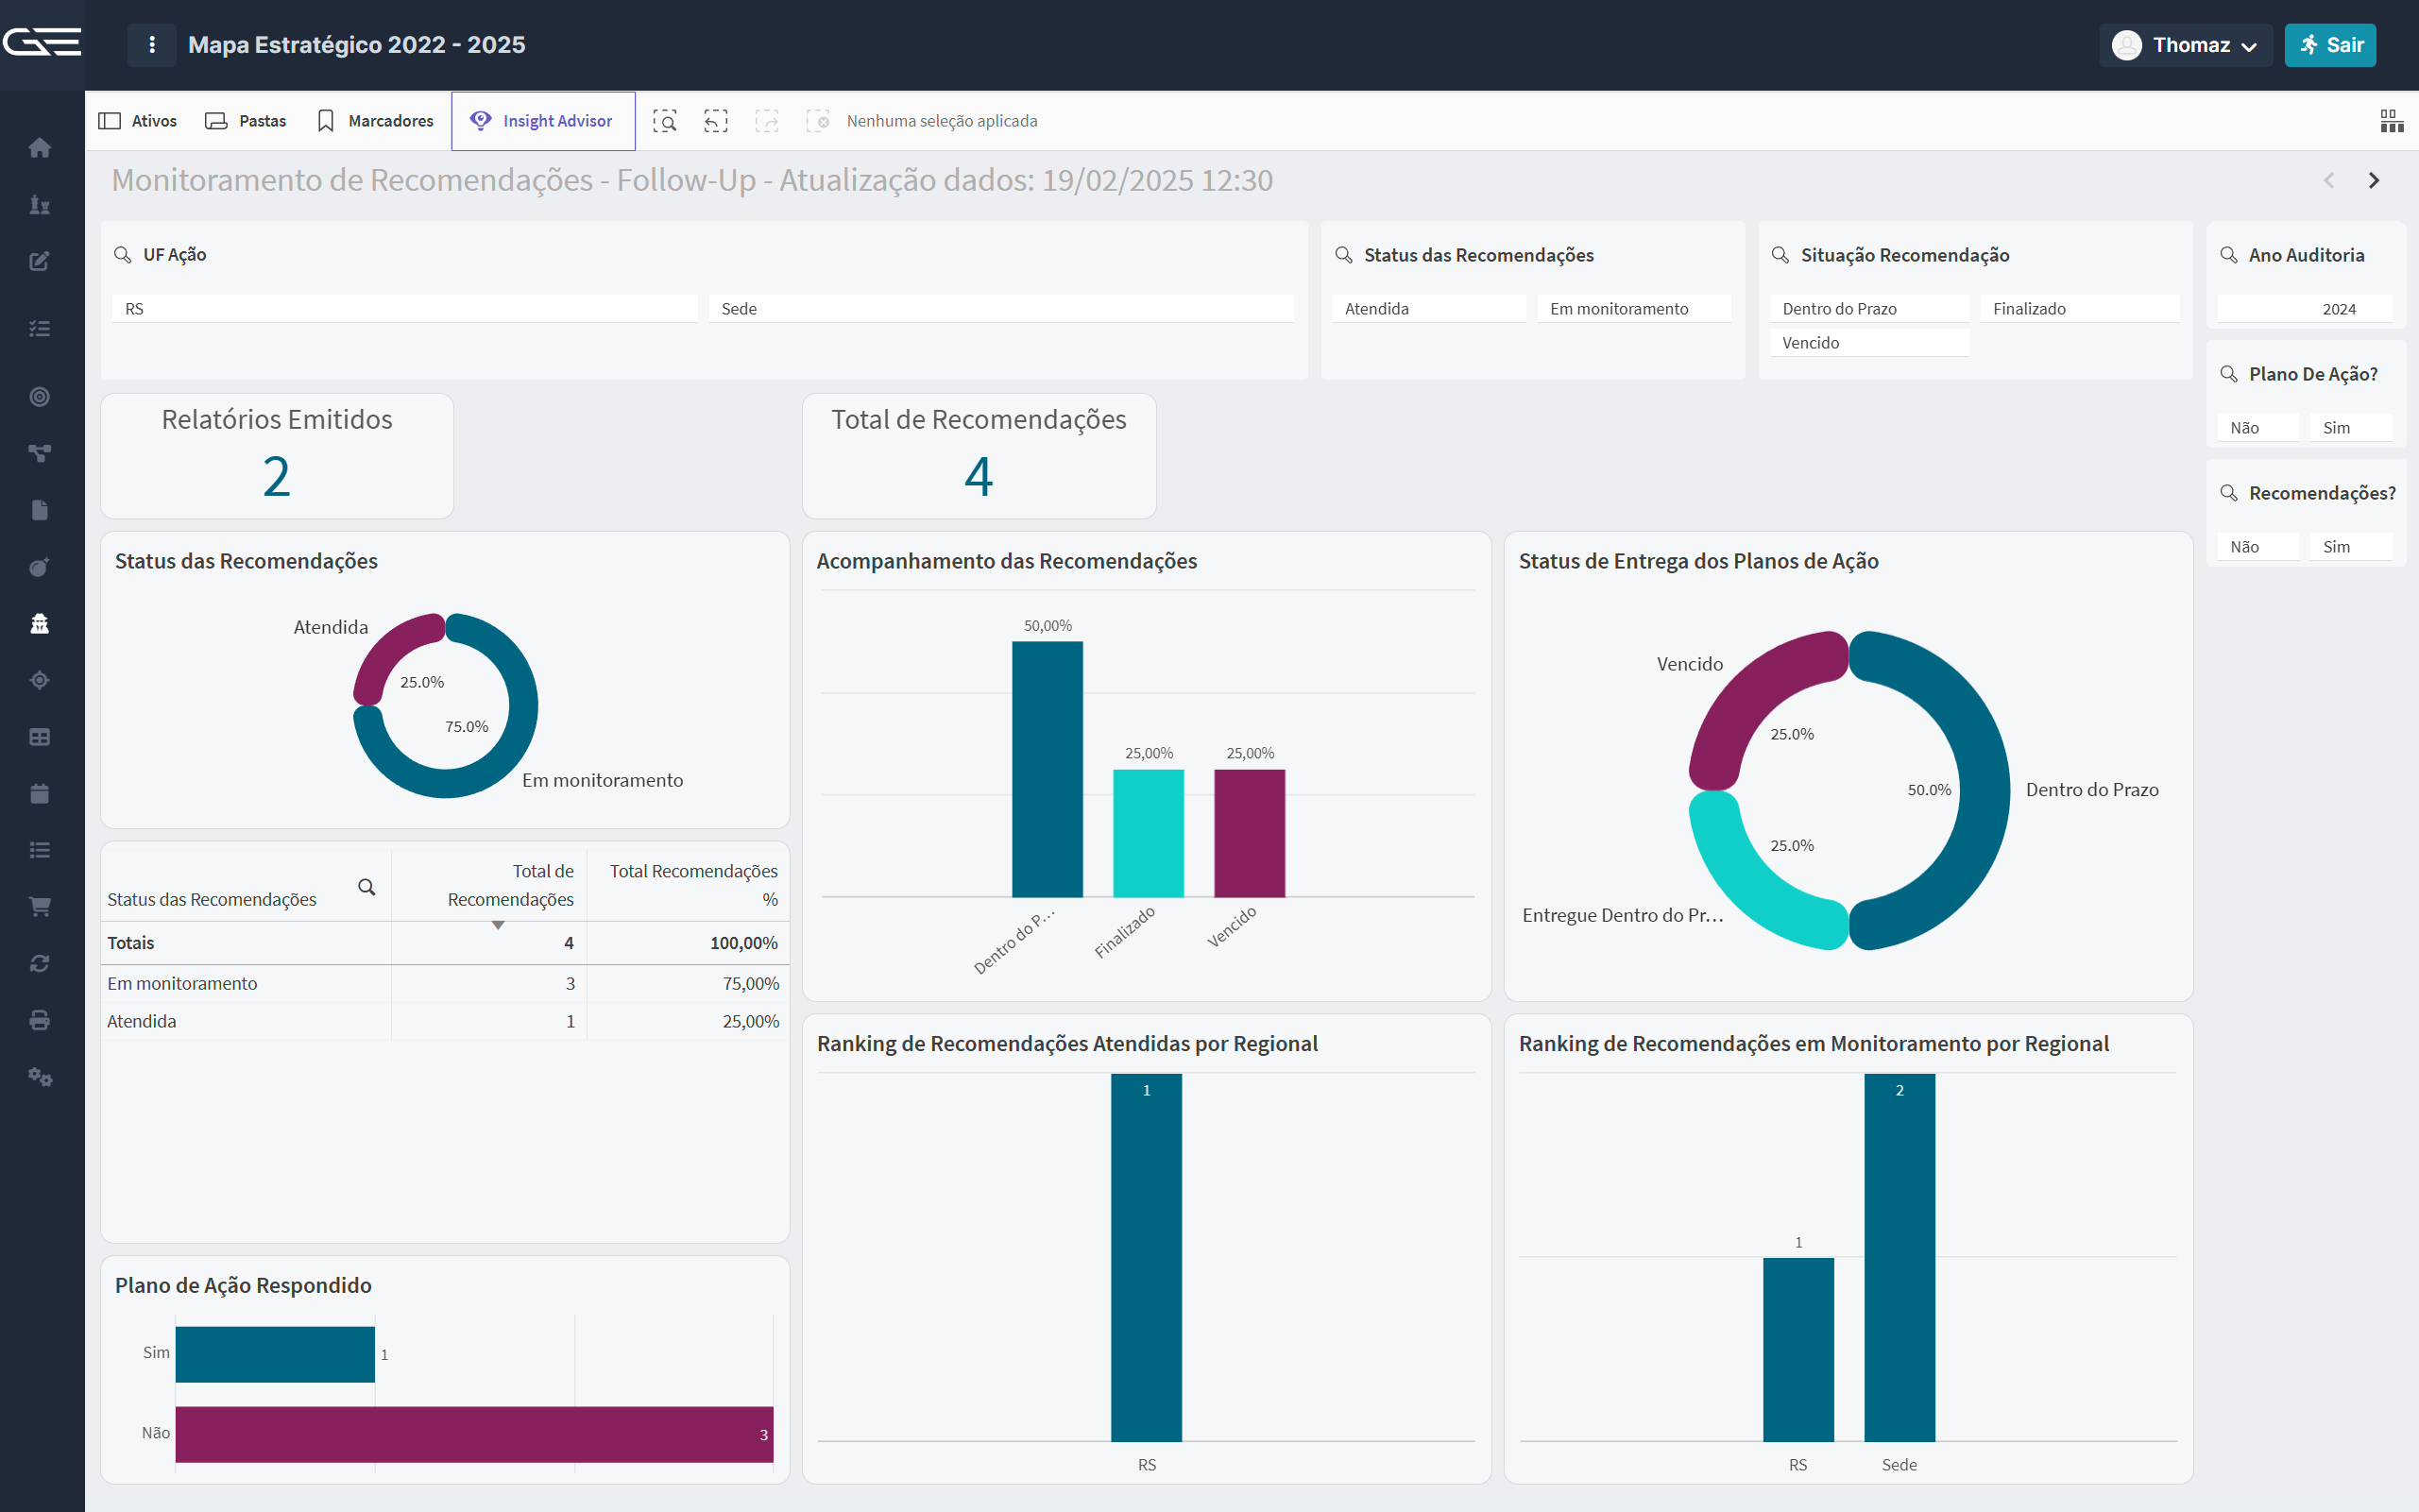 GE
Mapa Estratégico 2022 - 2025
Thomaz
Sair
Ativos
Pastas
Marcadores
Insight Advisor
Nenhuma seleção aplicada
Monitoramento de Recomendações - Follow-Up - Atualização dados: 19/02/2025 12:30
UF Ação
RS
Sede
Status das Recomendações
Atendida
Em monitoramento
Situação Recomendação
Dentro do Prazo
Finalizado
Vencido
Ano Auditoria
2024
Plano De Ação?
Não
Sim
Recomendações?
Não
Sim
Relatórios Emitidos
2
Total de Recomendações
4
Status das Recomendações
Atendida
25.0%
75.0%
Em monitoramento
Acompanhamento das Recomendações
50,00%
25,00%
25,00%
Dentro do P...
Finalizado
Vencido
Status de Entrega dos Planos de Ação
Vencido
25.0%
50.0%
Dentro do Prazo
25.0%
Entregue Dentro do Pr...
Status das Recomendações
Total de
Recomendações
Total Recomendações
%
Totais
4
100,00%
Em monitoramento
3
75,00%
Atendida
1
25,00%
Ranking de Recomendações Atendidas por Regional
1
RS
Ranking de Recomendações em Monitoramento por Regional
1
2
RS
Sede
Plano de Ação Respondido
Sim
1
Não
3